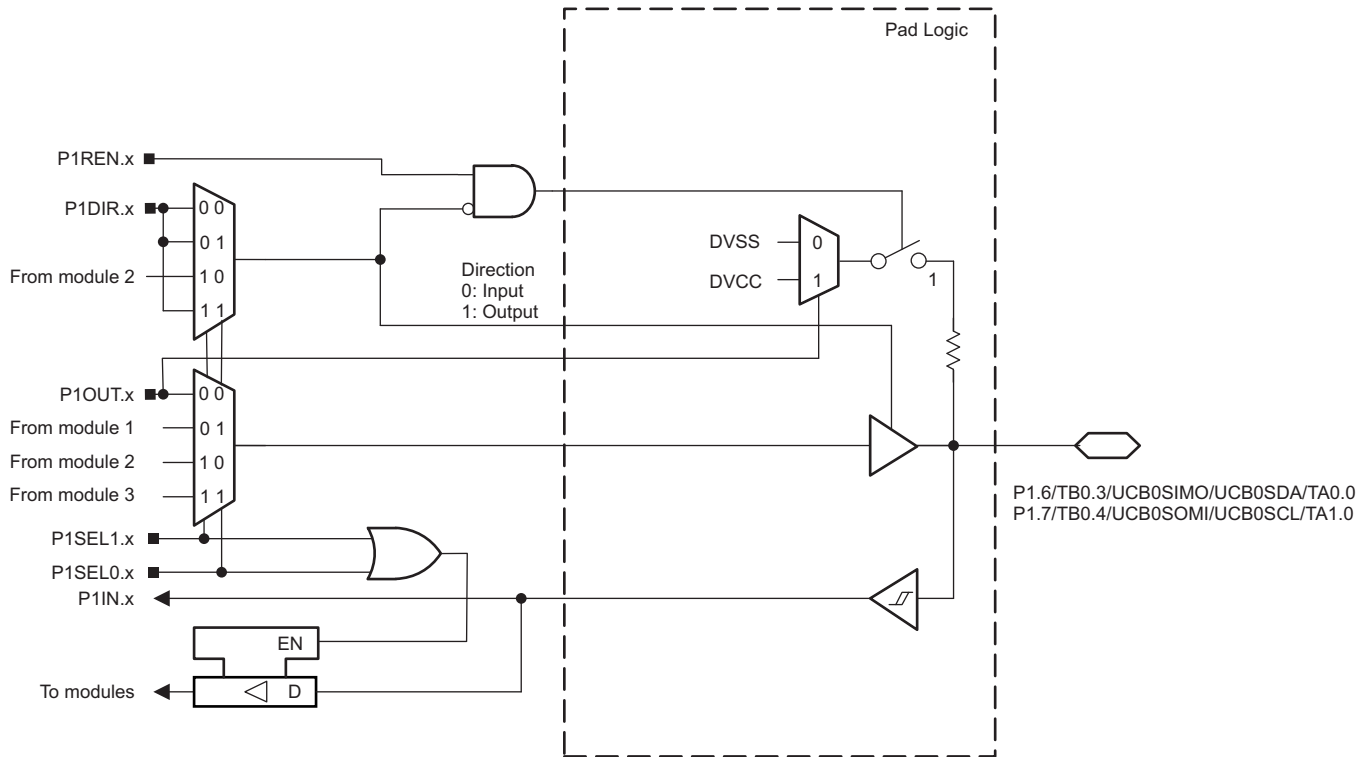 Pad Logic
P1REN.x
P1DIR.x
0 0
0 1
From module 2
1 0
1 1
Direction
0: Input
1: Output
DVSS
0
DVCC
1
1
P1OUT.x
0 0
From module 1
0 1
From module 2
1 0
From module 3
1 1
P1.6/TB0.3/UCB0SIMO/UCB0SDA/TA0.0
P1.7/TB0.4/UCB0SOMI/UCB0SCL/TA1.0
P1SEL1.x
P1SEL0.x
P1IN.x
EN
To modules
D